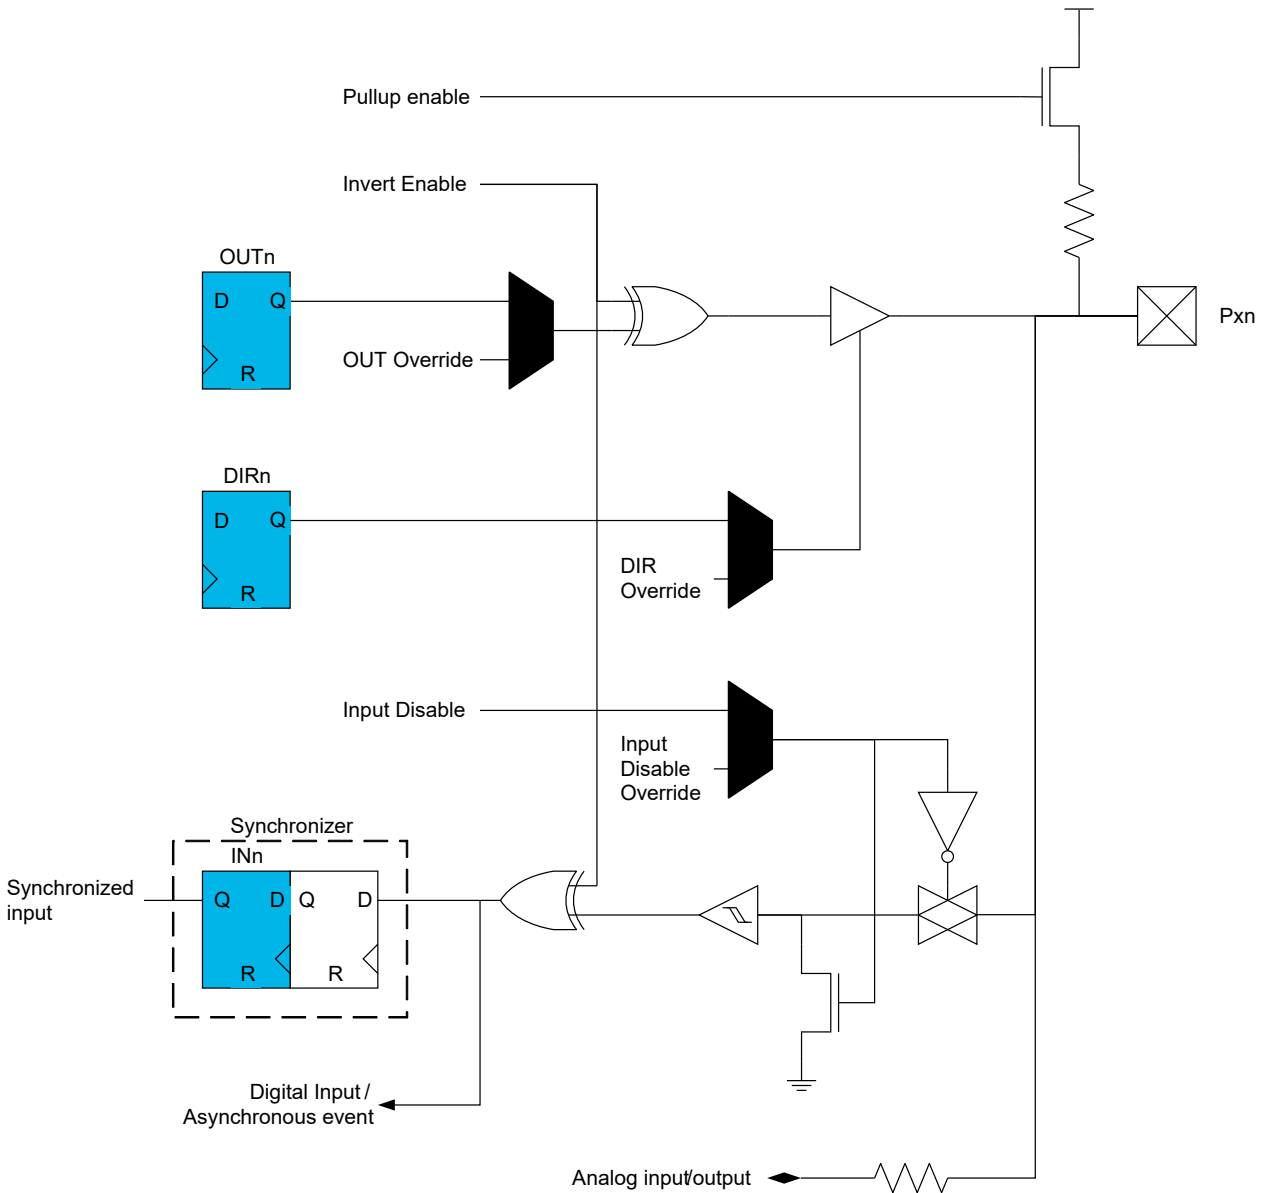 Pullup enable
Invert Enable
OUTn
D Q
R
OUT Override
Pxn
DIRn
D Q
R
DIR
Override
Input Disable
Input
Disable
Override
Synchronizer
INn
Synchronized
input
Q D Q D
R R
Digital Input /
Asynchronous event
Analog input/output